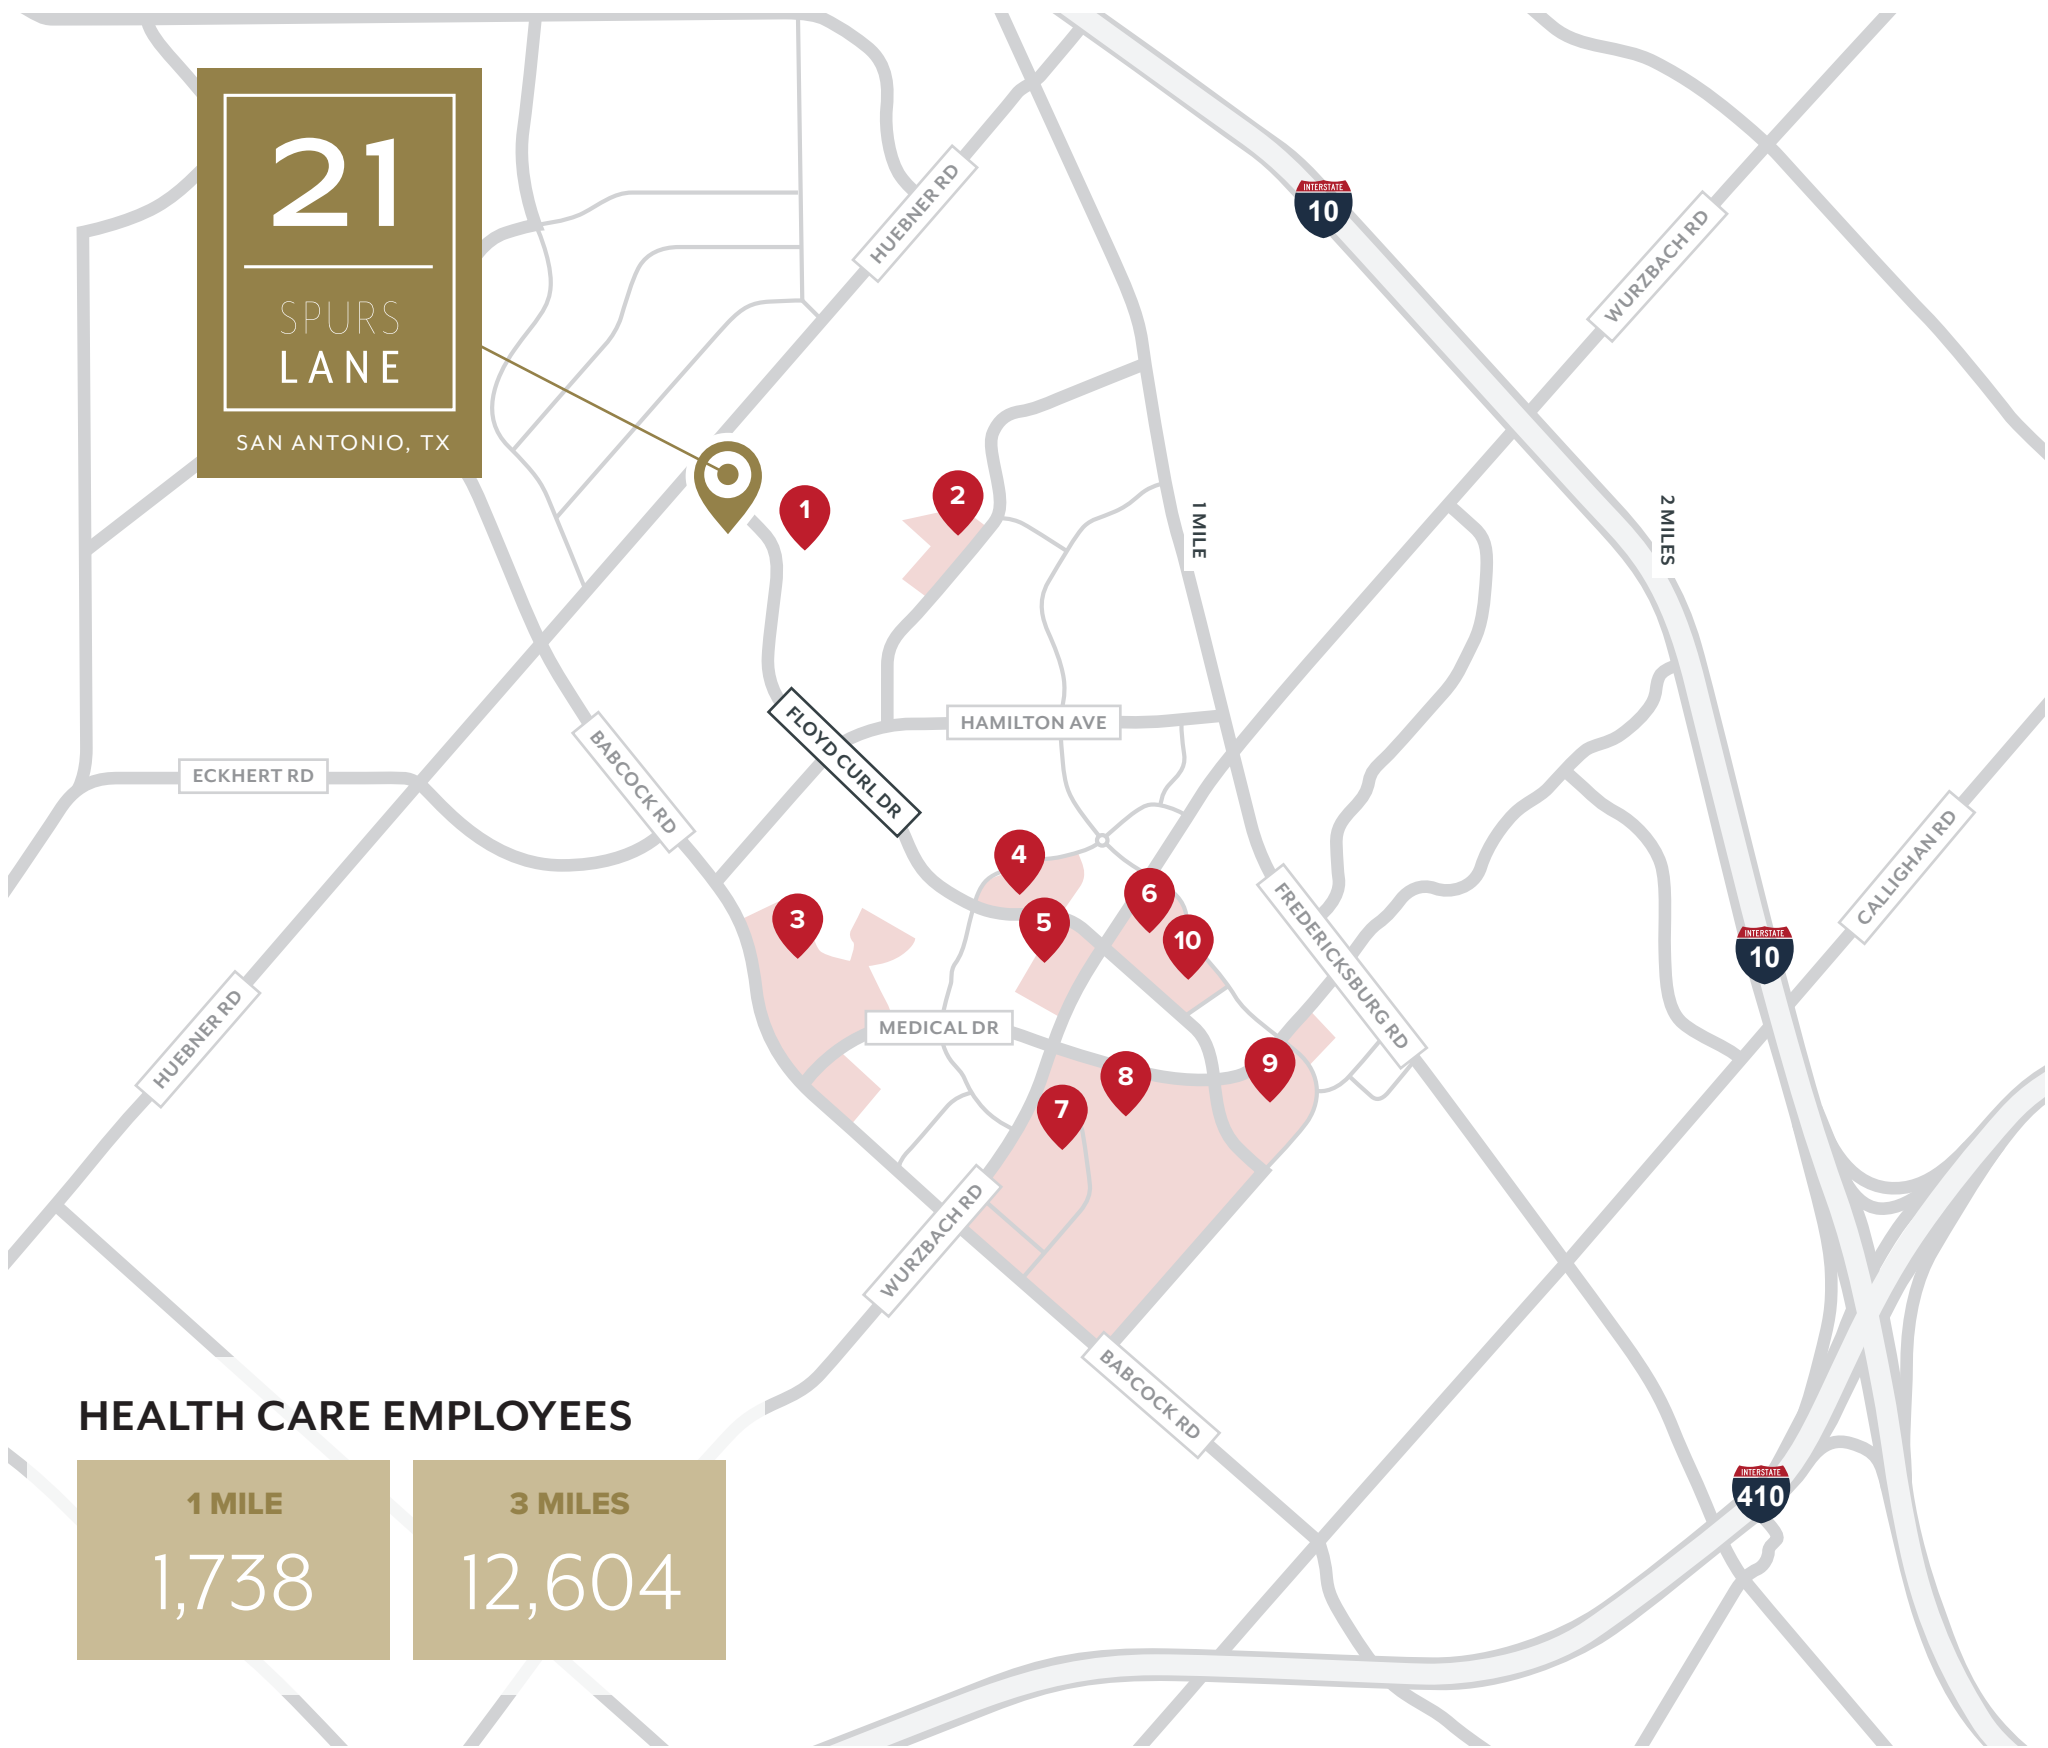 21
SPURS
LANE
SAN ANTONIO, TX
HUEBNER RD
INTERSTATE
10
WURZBACH RD
1
2
1 MILE
2 MILES
FLOYD CURL DR
HAMILTON AVE
BABCOCK RD
ECKHERT RD
CALLIGHAN RD
4
3
5
6
10
FREDERICKSBURG RD
INTERSTATE
10
HUEBNER RD
MEDICAL DR
9
8
7
WURZBACH RD
BABCOCK RD
INTERSTATE
410
HEALTH CARE EMPLOYEES
1 MILE
1,738
3 MILES
12,604